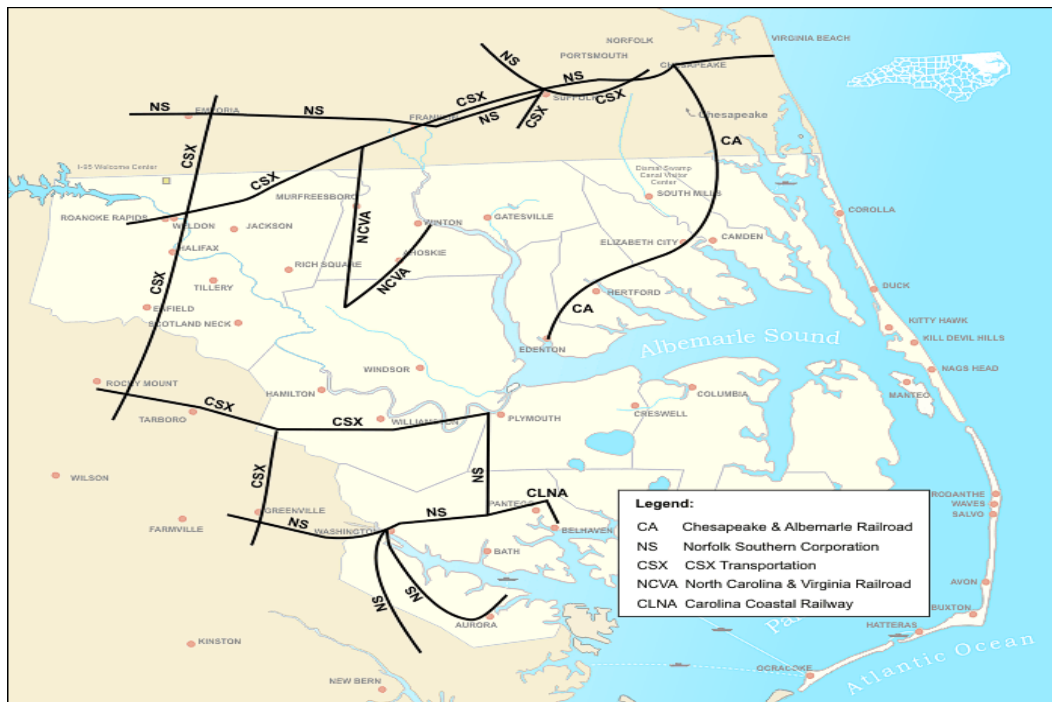 NORFOLK
VIRGINIA BEACH
PORTSMOUTH
NS
CHESAPEAKE
NS
CSX
CSX
SUFFOLK
NS
EMPORIA
NS
FRANKLIN
NS
CSX
Chesapeake
CA
CSX
I-95 Welcome Center
CSX
Dismal Swamp
Canal Visitor
Center
MURFREESBORO
SOUTH MILLS
ROANOKE RAPIDS
WELDON
JACKSON
NCVA
WINTON
GATESVILLE
COROLLA
ELIZABETH CITY
CAMDEN
HALIFAX
AHOSKIE
RICH SQUARE
NCVA
CSX
TILLERY
HERTFORD
DUCK
ENFIELD
CA
SCOTLAND NECK
KITTY HAWK
Albemarle Sound
KILL DEVIL HILLS
EDENTON
WINDSOR
NAGS HEAD
ROCKY MOUNT
HAMILTON
COLUMBIA
MANTEO
CSX
TARBORO
CSX
WILLIAMSTON
PLYMOUTH
CRESWELL
WILSON
CSX
NS
CLNA
RODANTHE
WAVES
SALVO
PANTEGO
GREENVILLE
FARMVILLE
NS
NS
WASHINGTON
BELHAVEN
BATH
Legend:
CA Chesapeake & Albemarle Railroad
NS Norfolk Southern Corporation
CSX CSX Transportation
NCVA North Carolina & Virginia Railroad
CLNA Carolina Coastal Railway
AVON
NS
NS
AURORA
BUXTON
HATTERAS
KINSTON
Atlantic Ocean
OCRACOKE
NEW BERN